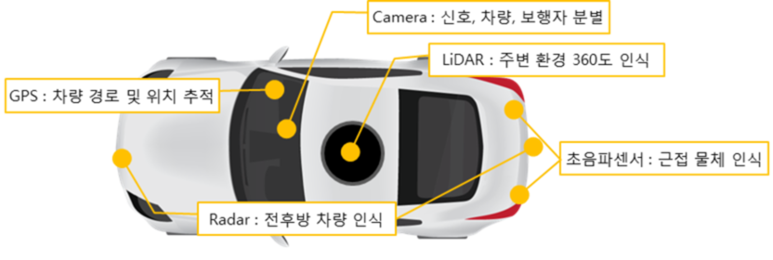 Camera : 신호, 차량, 보행자 분별
LiDAR : 주변 환경 360도 인식
GPS : 차량 경로 및 위치 추적
초음파센서 : 근접 물체 인식
Radar : 전후방 차량 인식